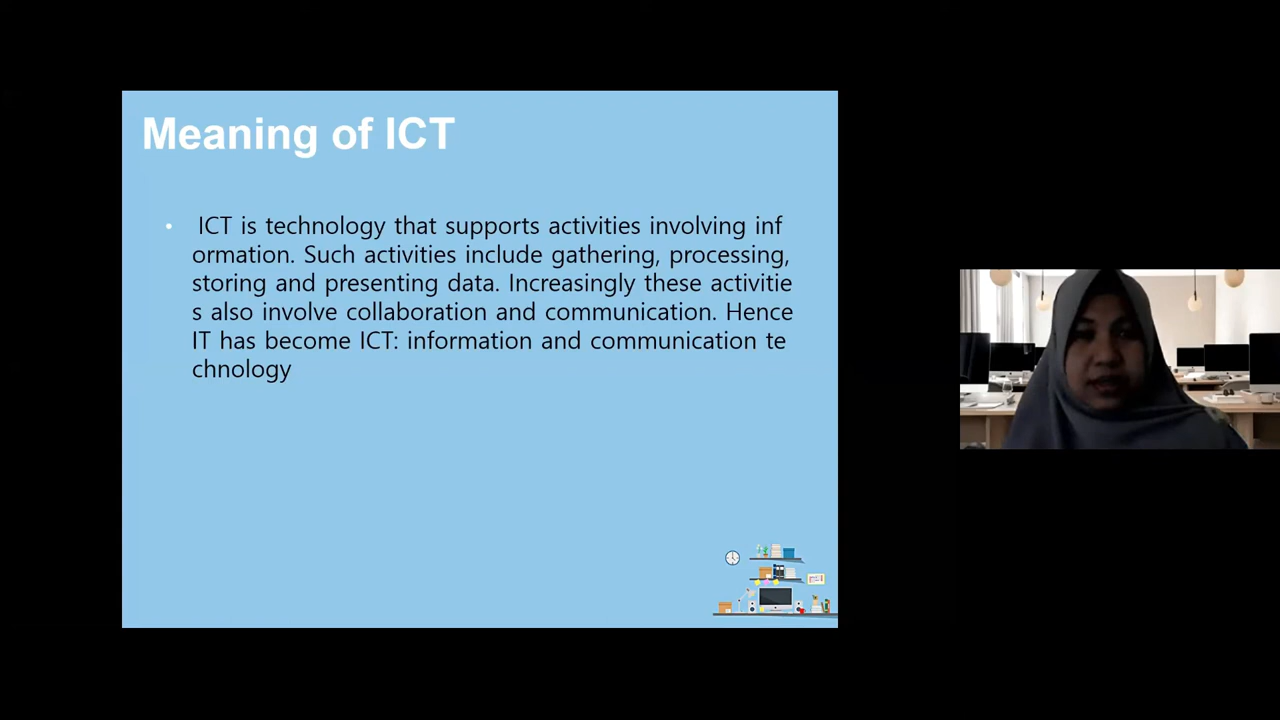 Meaning of ICT
• ICT is technology that supports activities involving inf
ormation. Such activities include gathering, processing,
storing and presenting data. Increasingly these activitie
s also involve collaboration and communication. Hence
IT has become ICT: information and communication te
chnology